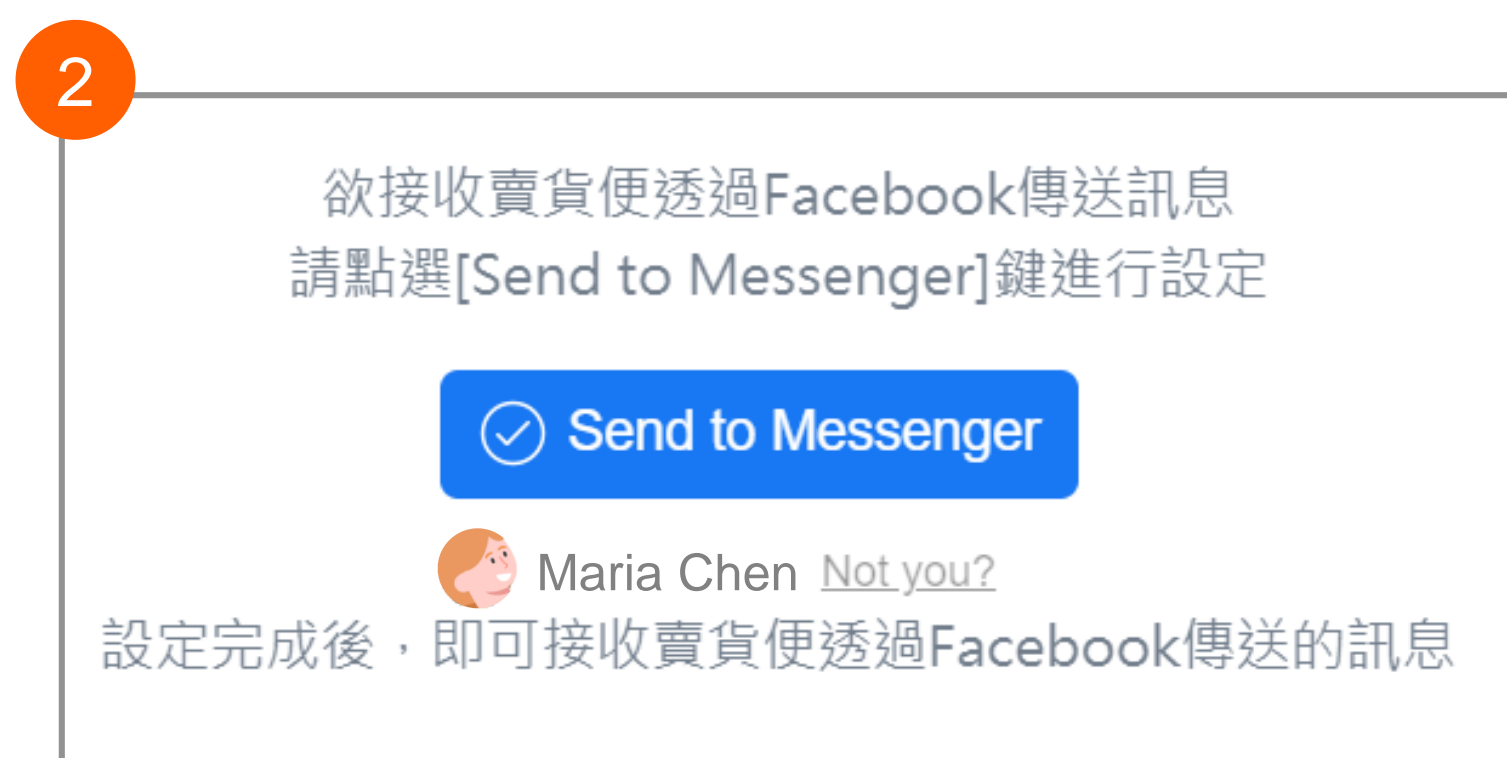 2
欲接收賣貨便透過Facebook傳送訊息
請點選[Send to Messenger]鍵進行設定
Send to Messenger
Maria Chen Not you?
設定完成後，即可接收賣貨便透過Facebook傳送的訊息